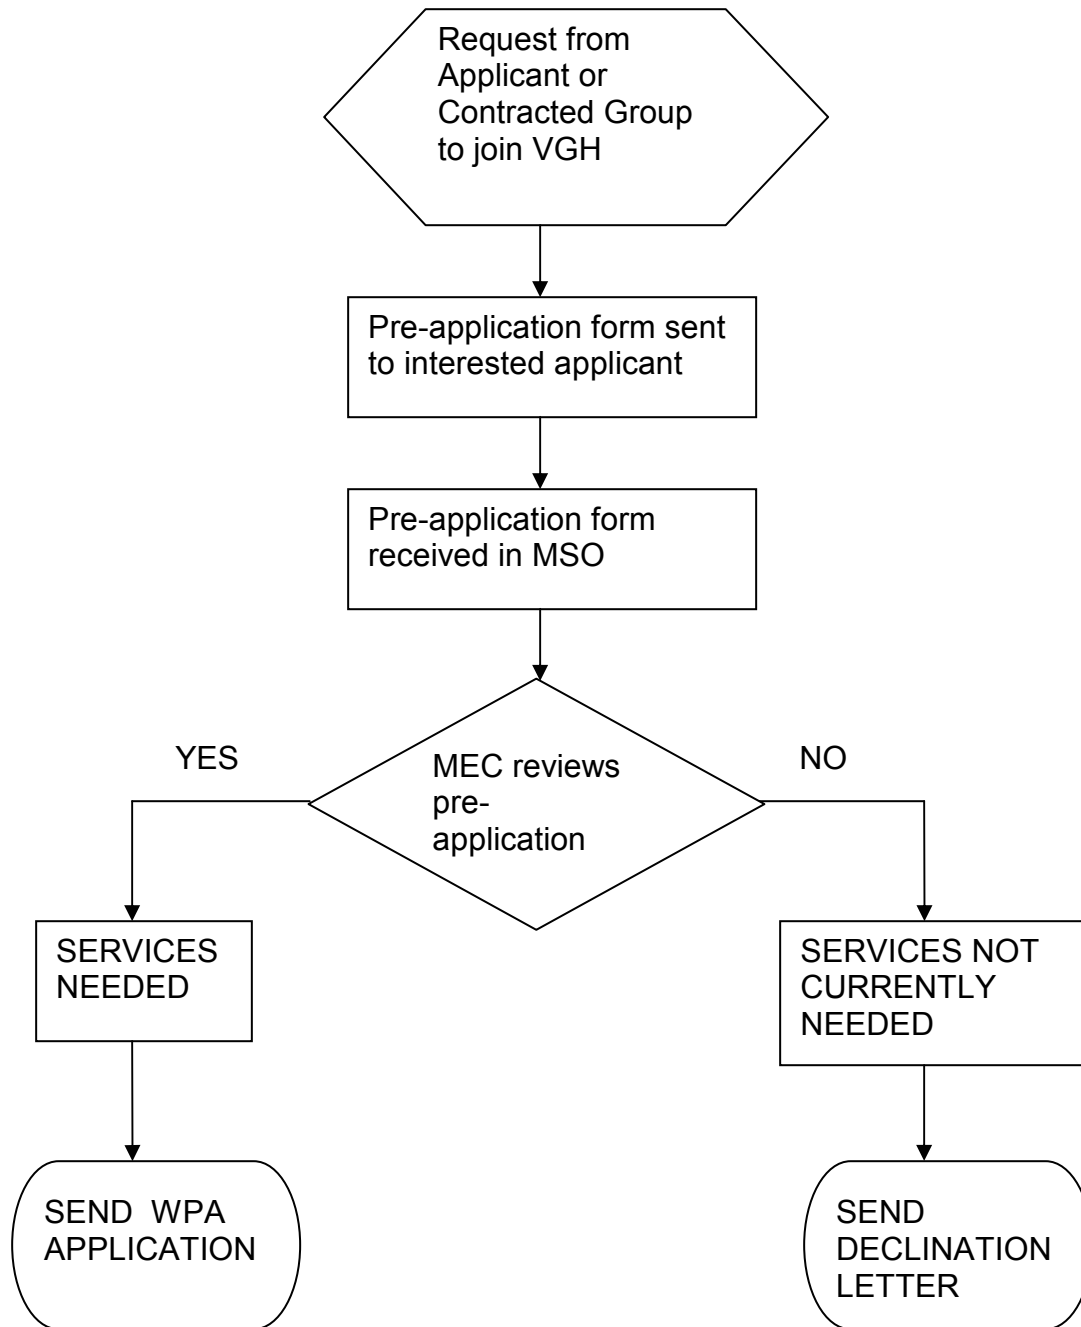 Request from
Applicant or
Contracted Group
to join VGH
Pre-application form sent
to interested applicant
Pre-application form
received in MSO
YES
MEC reviews
pre-
application
NO
SERVICES
NEEDED
SERVICES NOT
CURRENTLY
NEEDED
SEND WPA
APPLICATION
SEND
DECLINATION
LETTER